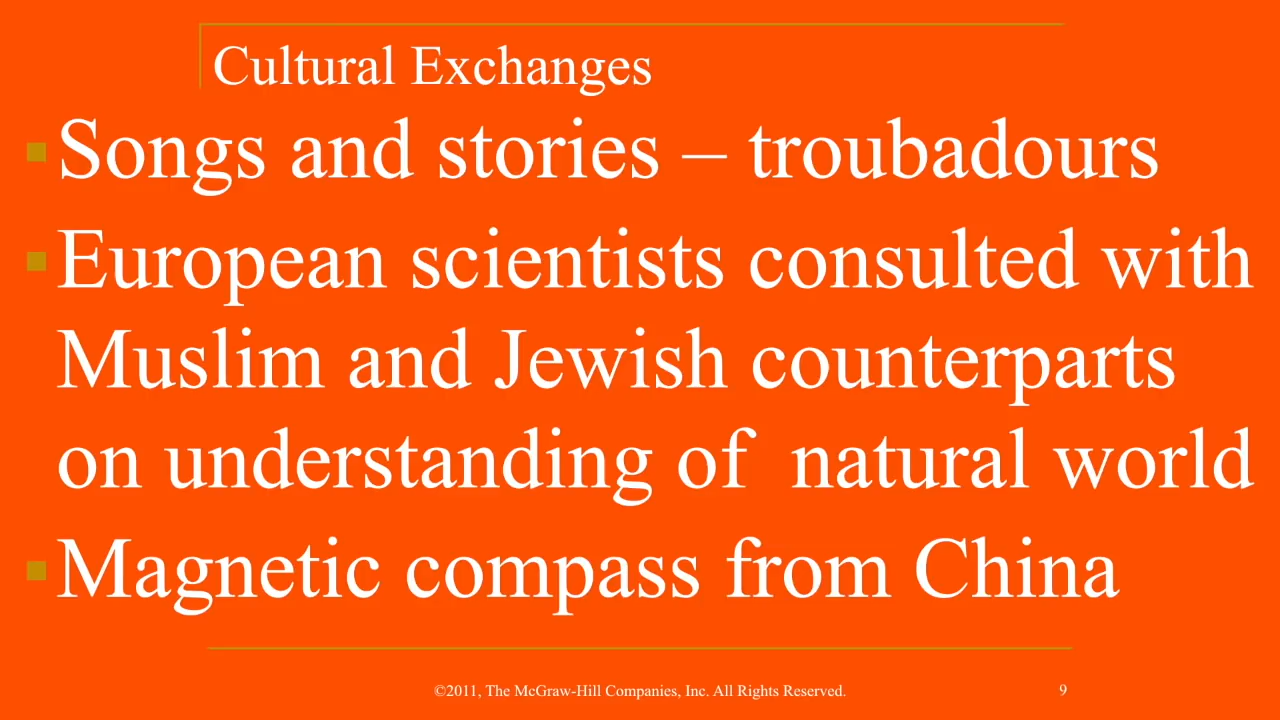 Cultural Exchanges
▪Songs and stories – troubadours
▪European scientists consulted with
Muslim and Jewish counterparts
on understanding of  natural world
▪Magnetic compass from China
©2011, The McGraw-Hill Companies, Inc. All Rights Reserved.
9